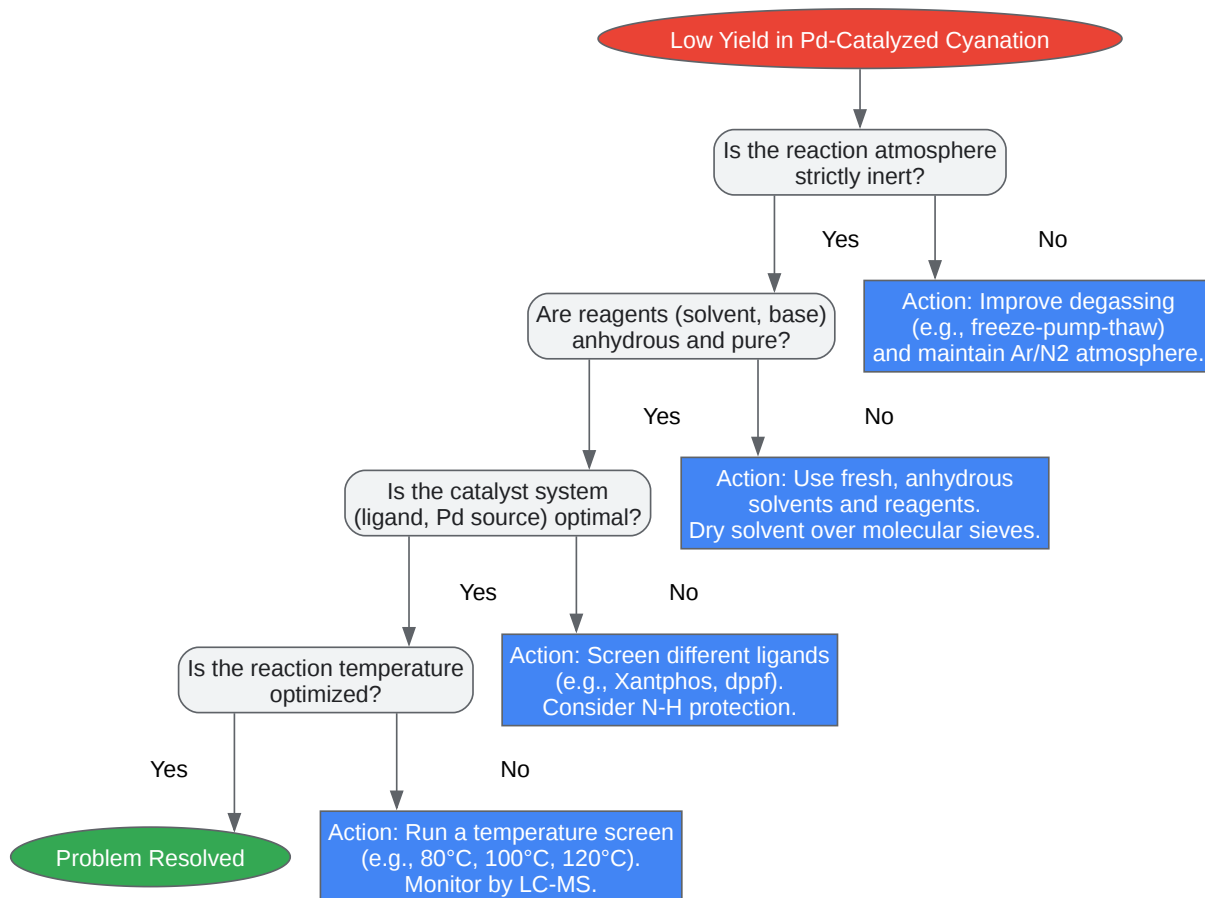 Low Yield in Pd-Catalyzed Cyanation
Is the reaction atmosphere
strictly inert?
Yes
No
Action: Improve degassing
(e.g., freeze-pump-thaw)
and maintain Ar/N2 atmosphere.
Are reagents (solvent, base)
anhydrous and pure?
Yes
No
Action: Use fresh, anhydrous
solvents and reagents.
Dry solvent over molecular sieves.
Is the catalyst system
(ligand, Pd source) optimal?
Yes
No
Action: Screen different ligands
(e.g., Xantphos, dppf).
Consider N-H protection.
Is the reaction temperature
optimized?
Yes
No
Action: Run a temperature screen
(e.g., 80°C, 100°C, 120°C).
Monitor by LC-MS.
Problem Resolved